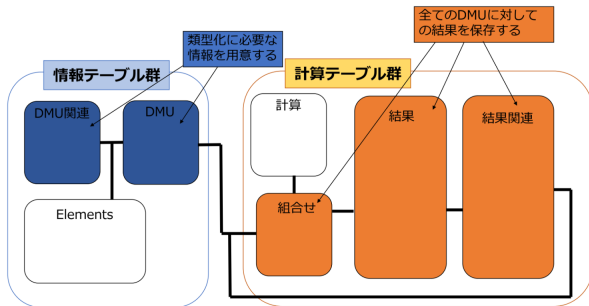 全てのDMUに対して
の結果を保存する
類型化に必要な
情報を用意する
情報テーブル群
計算テーブル群
DMU関連
DMU
計算
結果
結果関連
組合せ
Elements